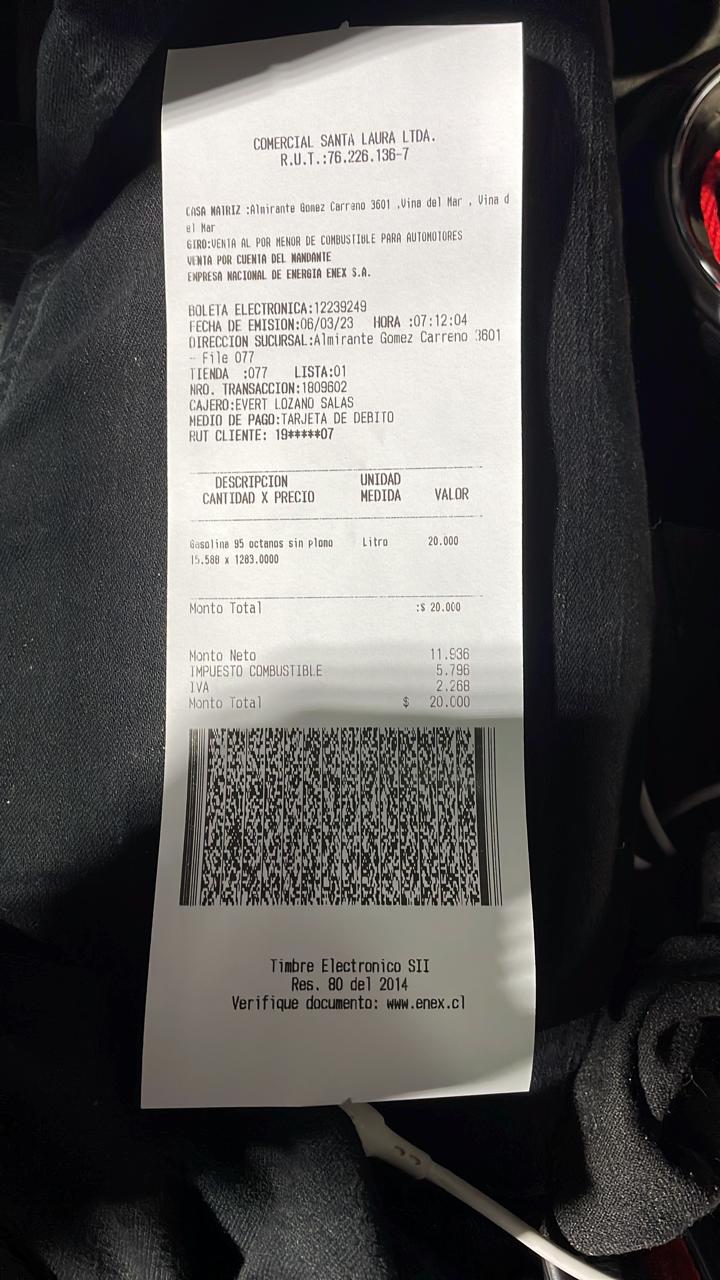 COMERCIAL SANTA LAURA LTDA.
R.U.T.:76.226.136-7
CASA MATRIZ :Almirante Gomez Carreno 3601 ,Vina del Mar , Vina d
el Mar
GIRO:VENTA AL POR MENOR DE COMBUSTIBLE PARA AUTOMOTORES
VENTA POR CUENTA DEL MANDANTE
EMPRESA NACIONAL DE ENERGIA ENEX S.A.
BOLETA ELECTRONICA:12239249
FECHA DE EMISION:06/03/23 HORA :07:12:04
DIRECCION SUCURSAL:Almirante Gomez Carreno 3601
- File 077
TIENDA :077 LISTA:01
NRO. TRANSACCION:1809602
CAJERO:EVERT LOZANO SALAS
MEDIO DE PAGO:TARJETA DE DEBITO
RUT CLIENTE: 19*****07
DESCRIPCION UNIDAD
CANTIDAD X PRECIO MEDIDA VALOR
Gasolina 95 octanos sin plomo Litro 20.000
15.588 x 1283.0000
Monto Total :$ 20.000
Monto Neto 11.936
IMPUESTO COMBUSTIBLE 5.796
IVA 2.268
Monto Total $ 20.000
Timbre Electronico SII
Res. 80 del 2014
Verifique documento: www.enex.cl